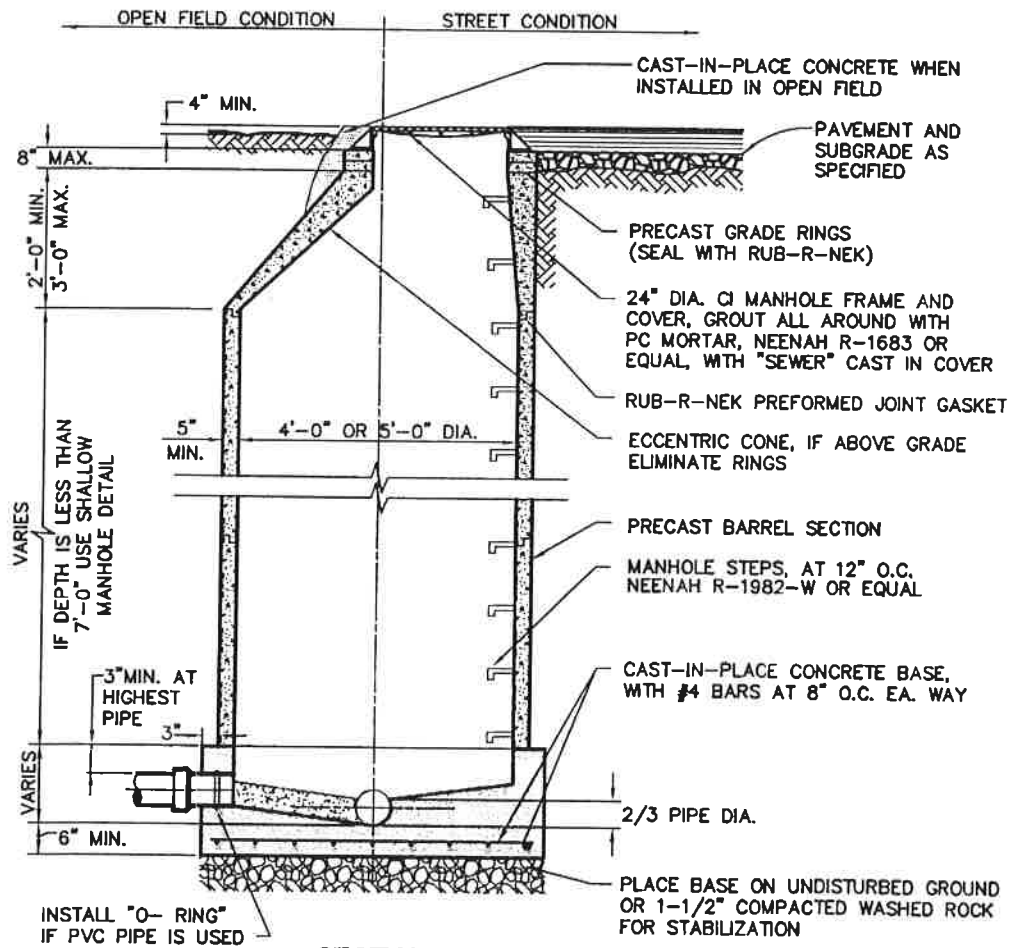 OPEN FIELD CONDITION
STREET CONDITION
CAST-IN-PLACE CONCRETE WHEN
INSTALLED IN OPEN FIELD
4" MIN.
PAVEMENT AND
SUBGRADE AS
SPECIFIED
8" MAX.
2'-0" MIN.
3'-0" MAX.
PRECAST GRADE RINGS
(SEAL WITH RUB-R-NEK)
24" DIA. CI MANHOLE FRAME AND
COVER, GROUT ALL AROUND WITH
PC MORTAR, NEENAH R-1683 OR
EQUAL, WITH "SEWER" CAST IN COVER
RUB-R-NEK PREFORMED JOINT GASKET
5"
MIN.
4'-0" OR 5'-0" DIA.
ECCENTRIC CONE, IF ABOVE GRADE
ELIMINATE RINGS
VARIES
IF DEPTH IS LESS THAN
7'-0" USE SHALLOW
MANHOLE DETAIL
PRECAST BARREL SECTION
MANHOLE STEPS, AT 12" O.C.
NEENAH R-1982-W OR EQUAL
3"MIN. AT
HIGHEST
PIPE
3"
CAST-IN-PLACE CONCRETE BASE,
WITH #4 BARS AT 8" O.C. EA. WAY
VARIES
2/3 PIPE DIA.
6" MIN.
PLACE BASE ON UNDISTURBED GROUND
OR 1-1/2" COMPACTED WASHED ROCK
FOR STABILIZATION
INSTALL "O- RING"
IF PVC PIPE IS USED